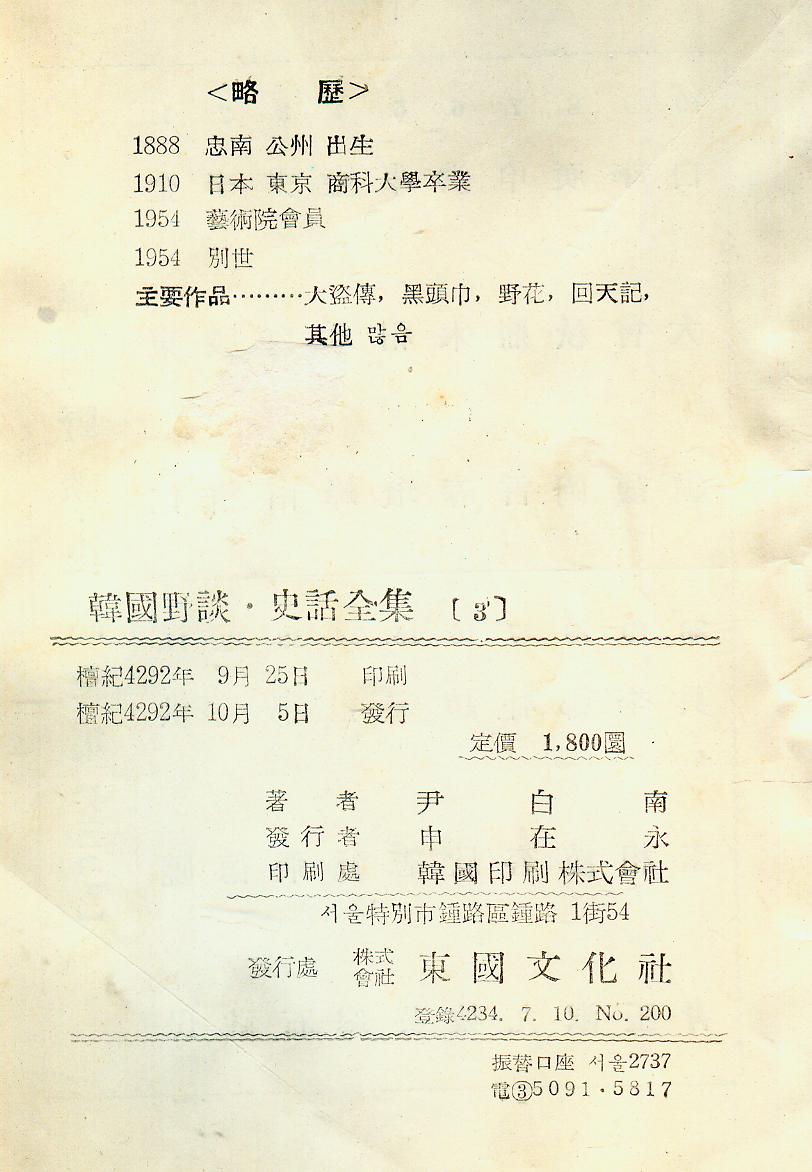 <略 歷>
1888 忠南 公州 出生
1910 日本 東京 商科大學卒業
1954 藝術院會員
1954 別世
主要作品………大盜傳, 黑頭巾, 野花, 回天記,
其他 많음
韓國野談·史話全集 〔3〕
檀紀4292年 9月 25日 印刷
檀紀4292年 10月 5日 發行
定價 1,800圜
著者 尹白南
發行者 申在永
印刷處 韓國印刷株式會社
서울特別市鍾路區鍾路 1街54
發行處 株式會社 東國文化社
登錄4234. 7. 10. No. 200
振替口座 서울2737
電③5091·5817